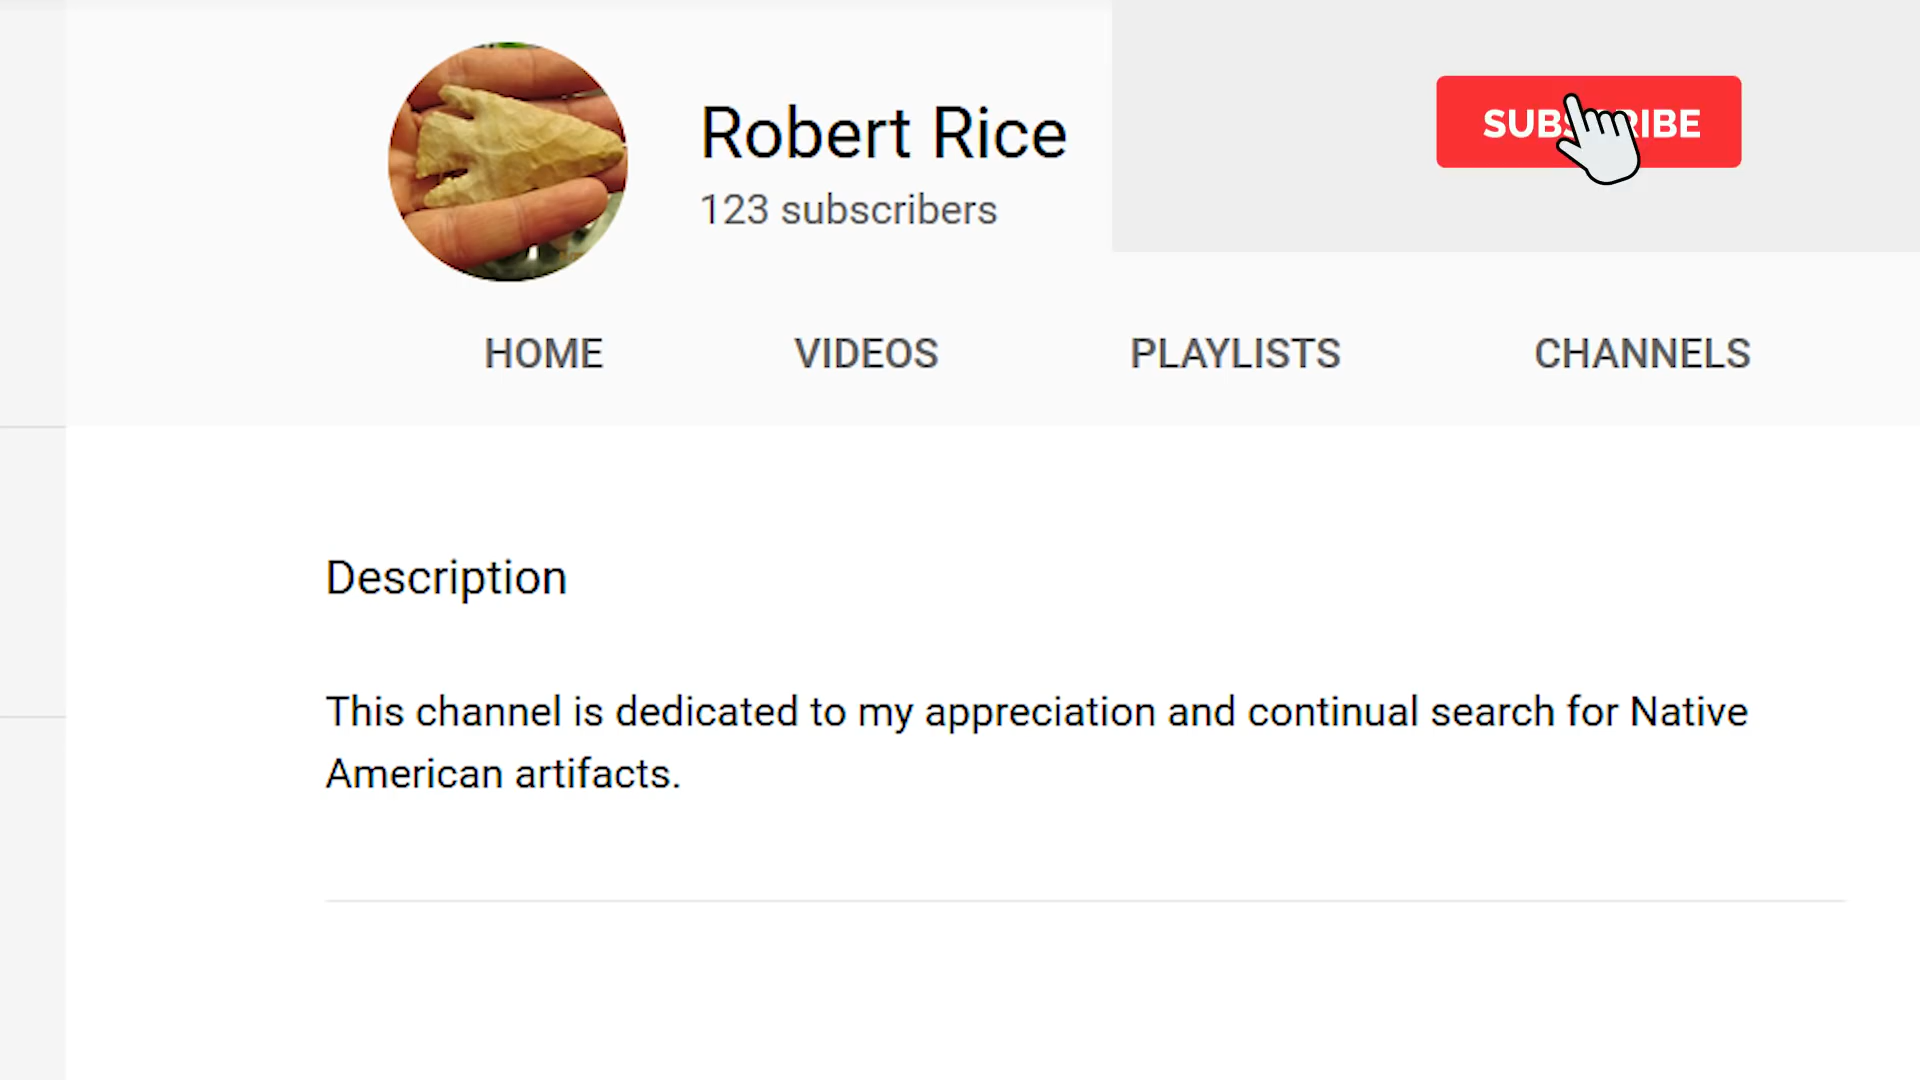 Robert Rice
SUBSCRIBE
123 subscribers
HOME VIDEOS PLAYLISTS CHANNELS
Description
This channel is dedicated to my appreciation and continual search for Native
American artifacts.